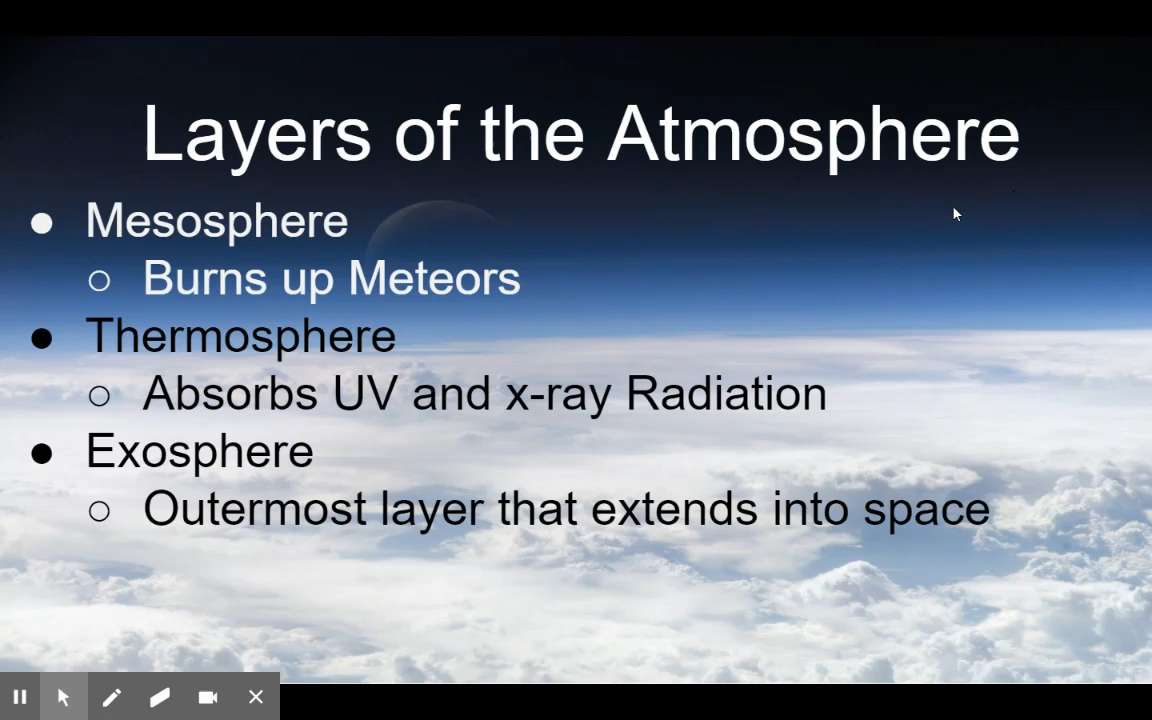 Layers of the Atmosphere
● Mesosphere
○ Burns up Meteors
● Thermosphere
○ Absorbs UV and x-ray Radiation
● Exosphere
○ Outermost layer that extends into space